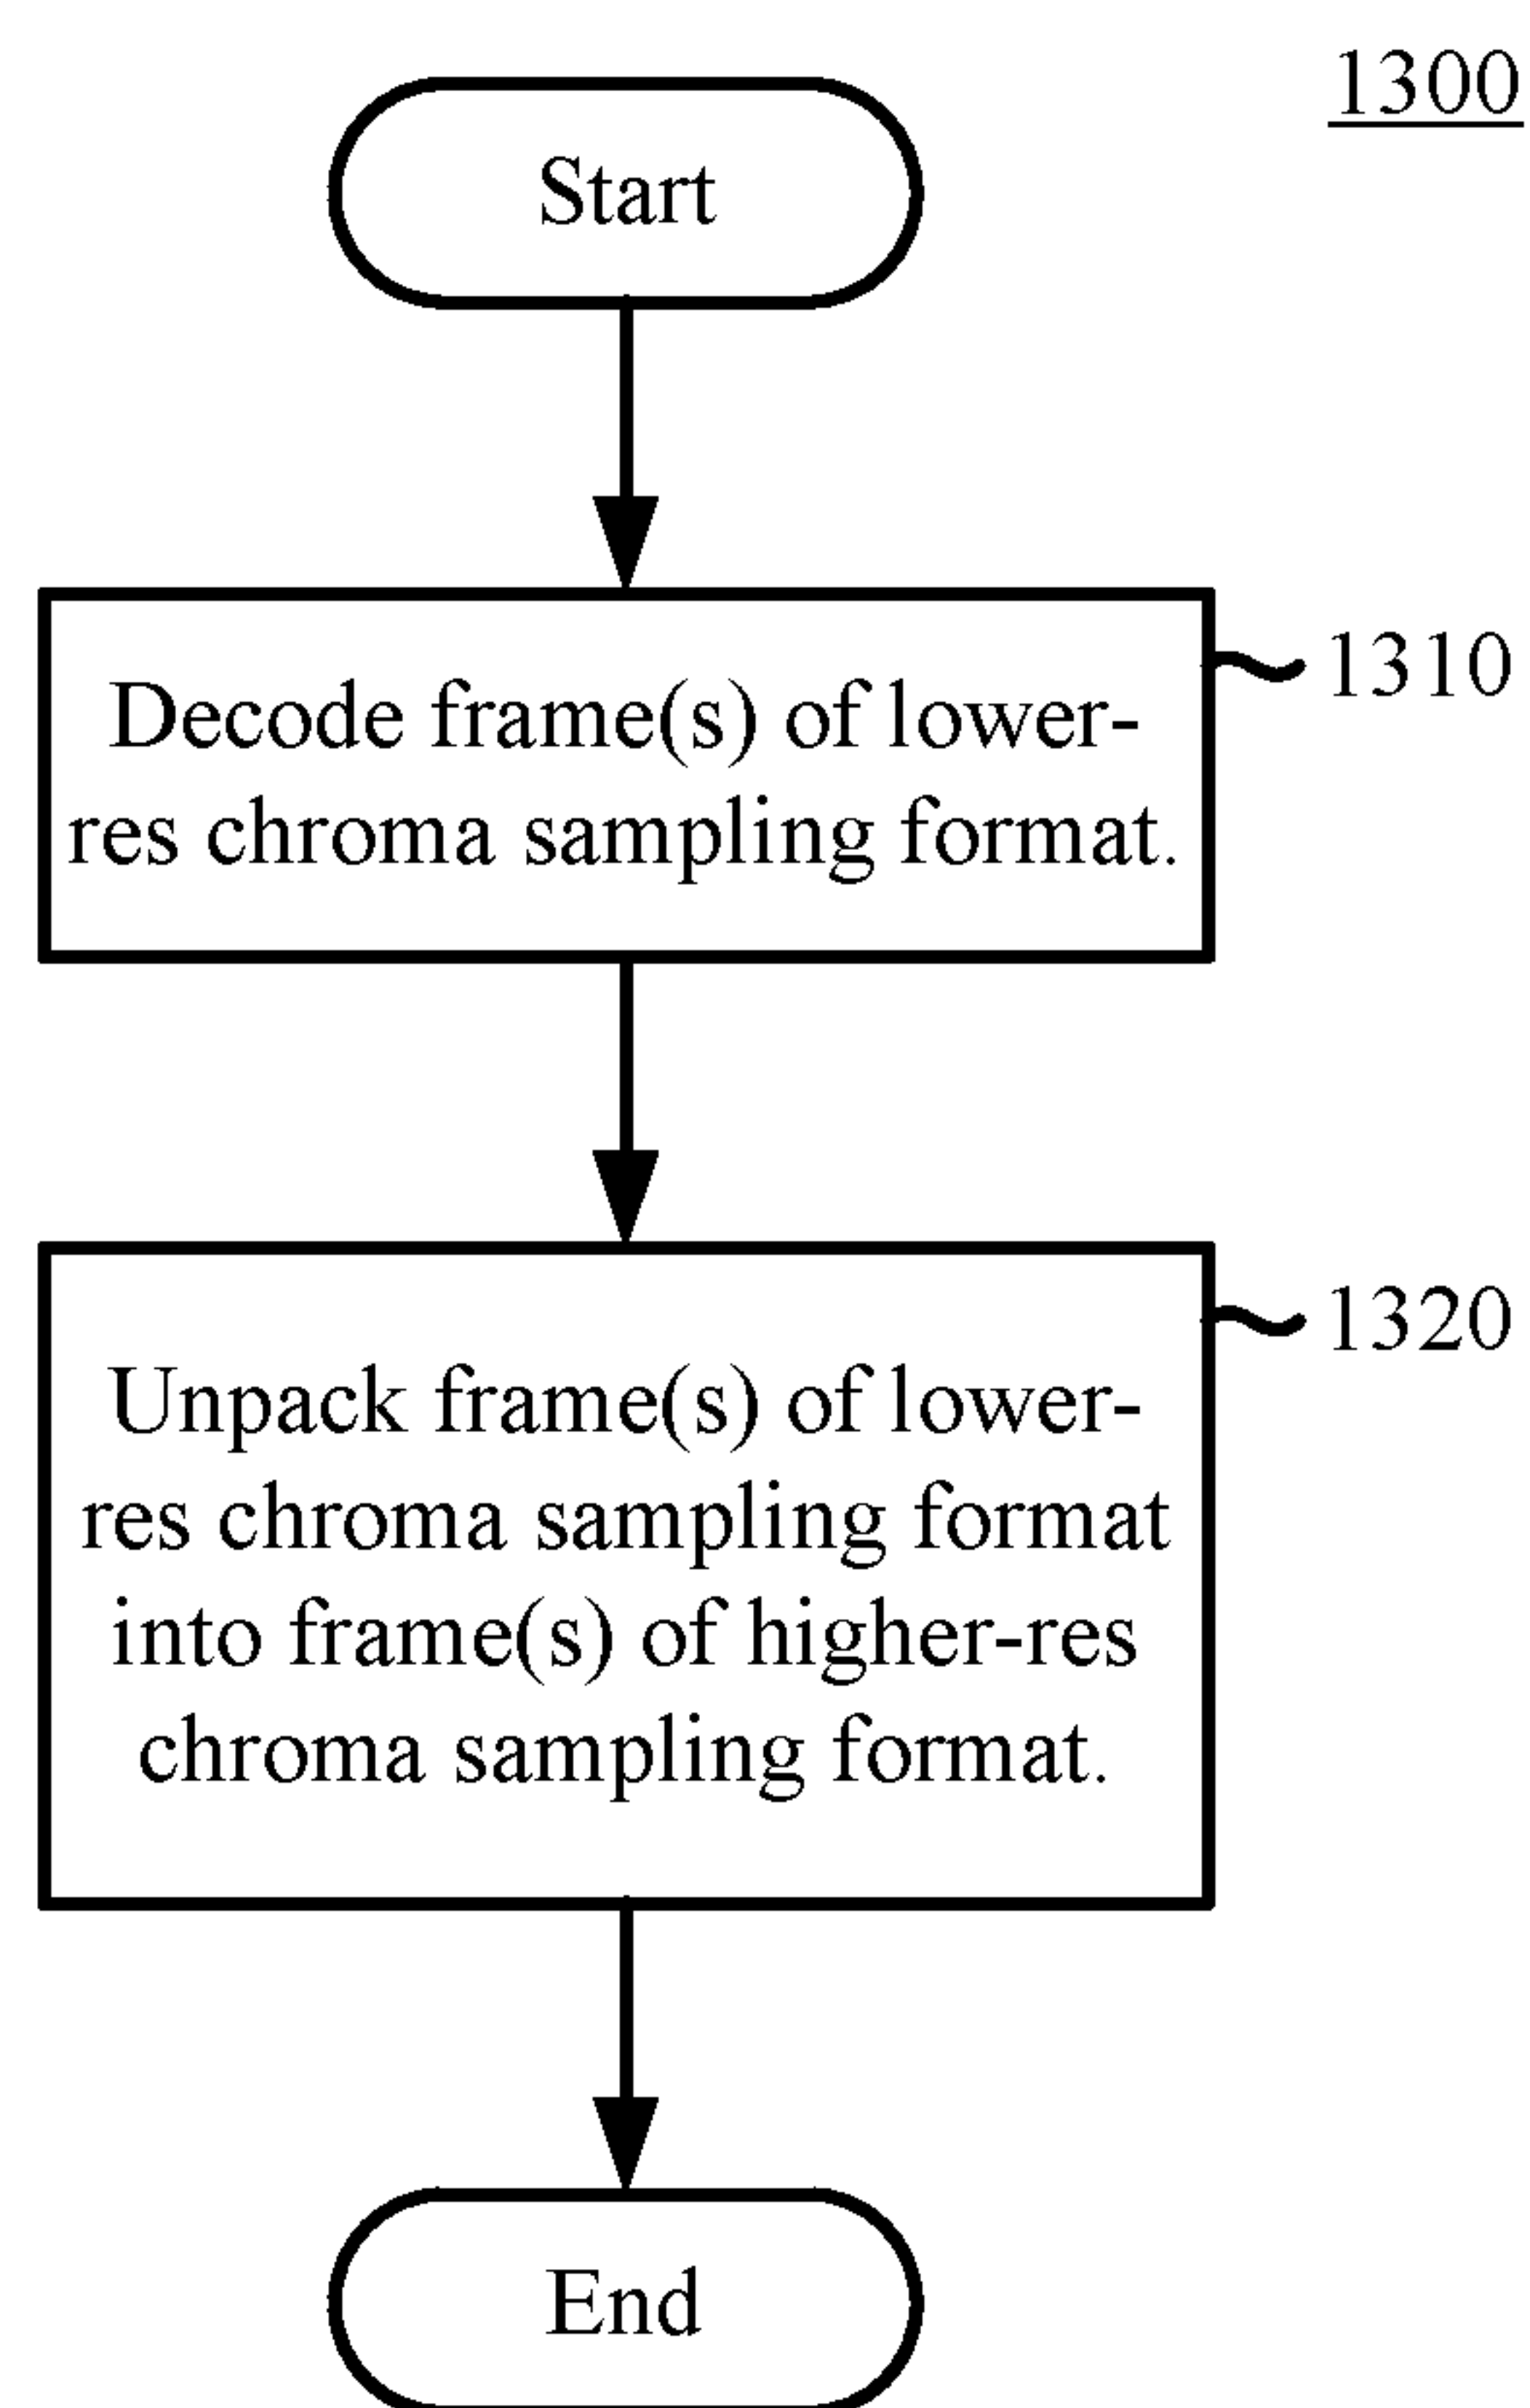 1300
Start
1310
Decode frame(s) of lower-
res chroma sampling format.
1320
Unpack frame(s) of lower-
res chroma sampling format
into frame(s) of higher-res
chroma sampling format.
End